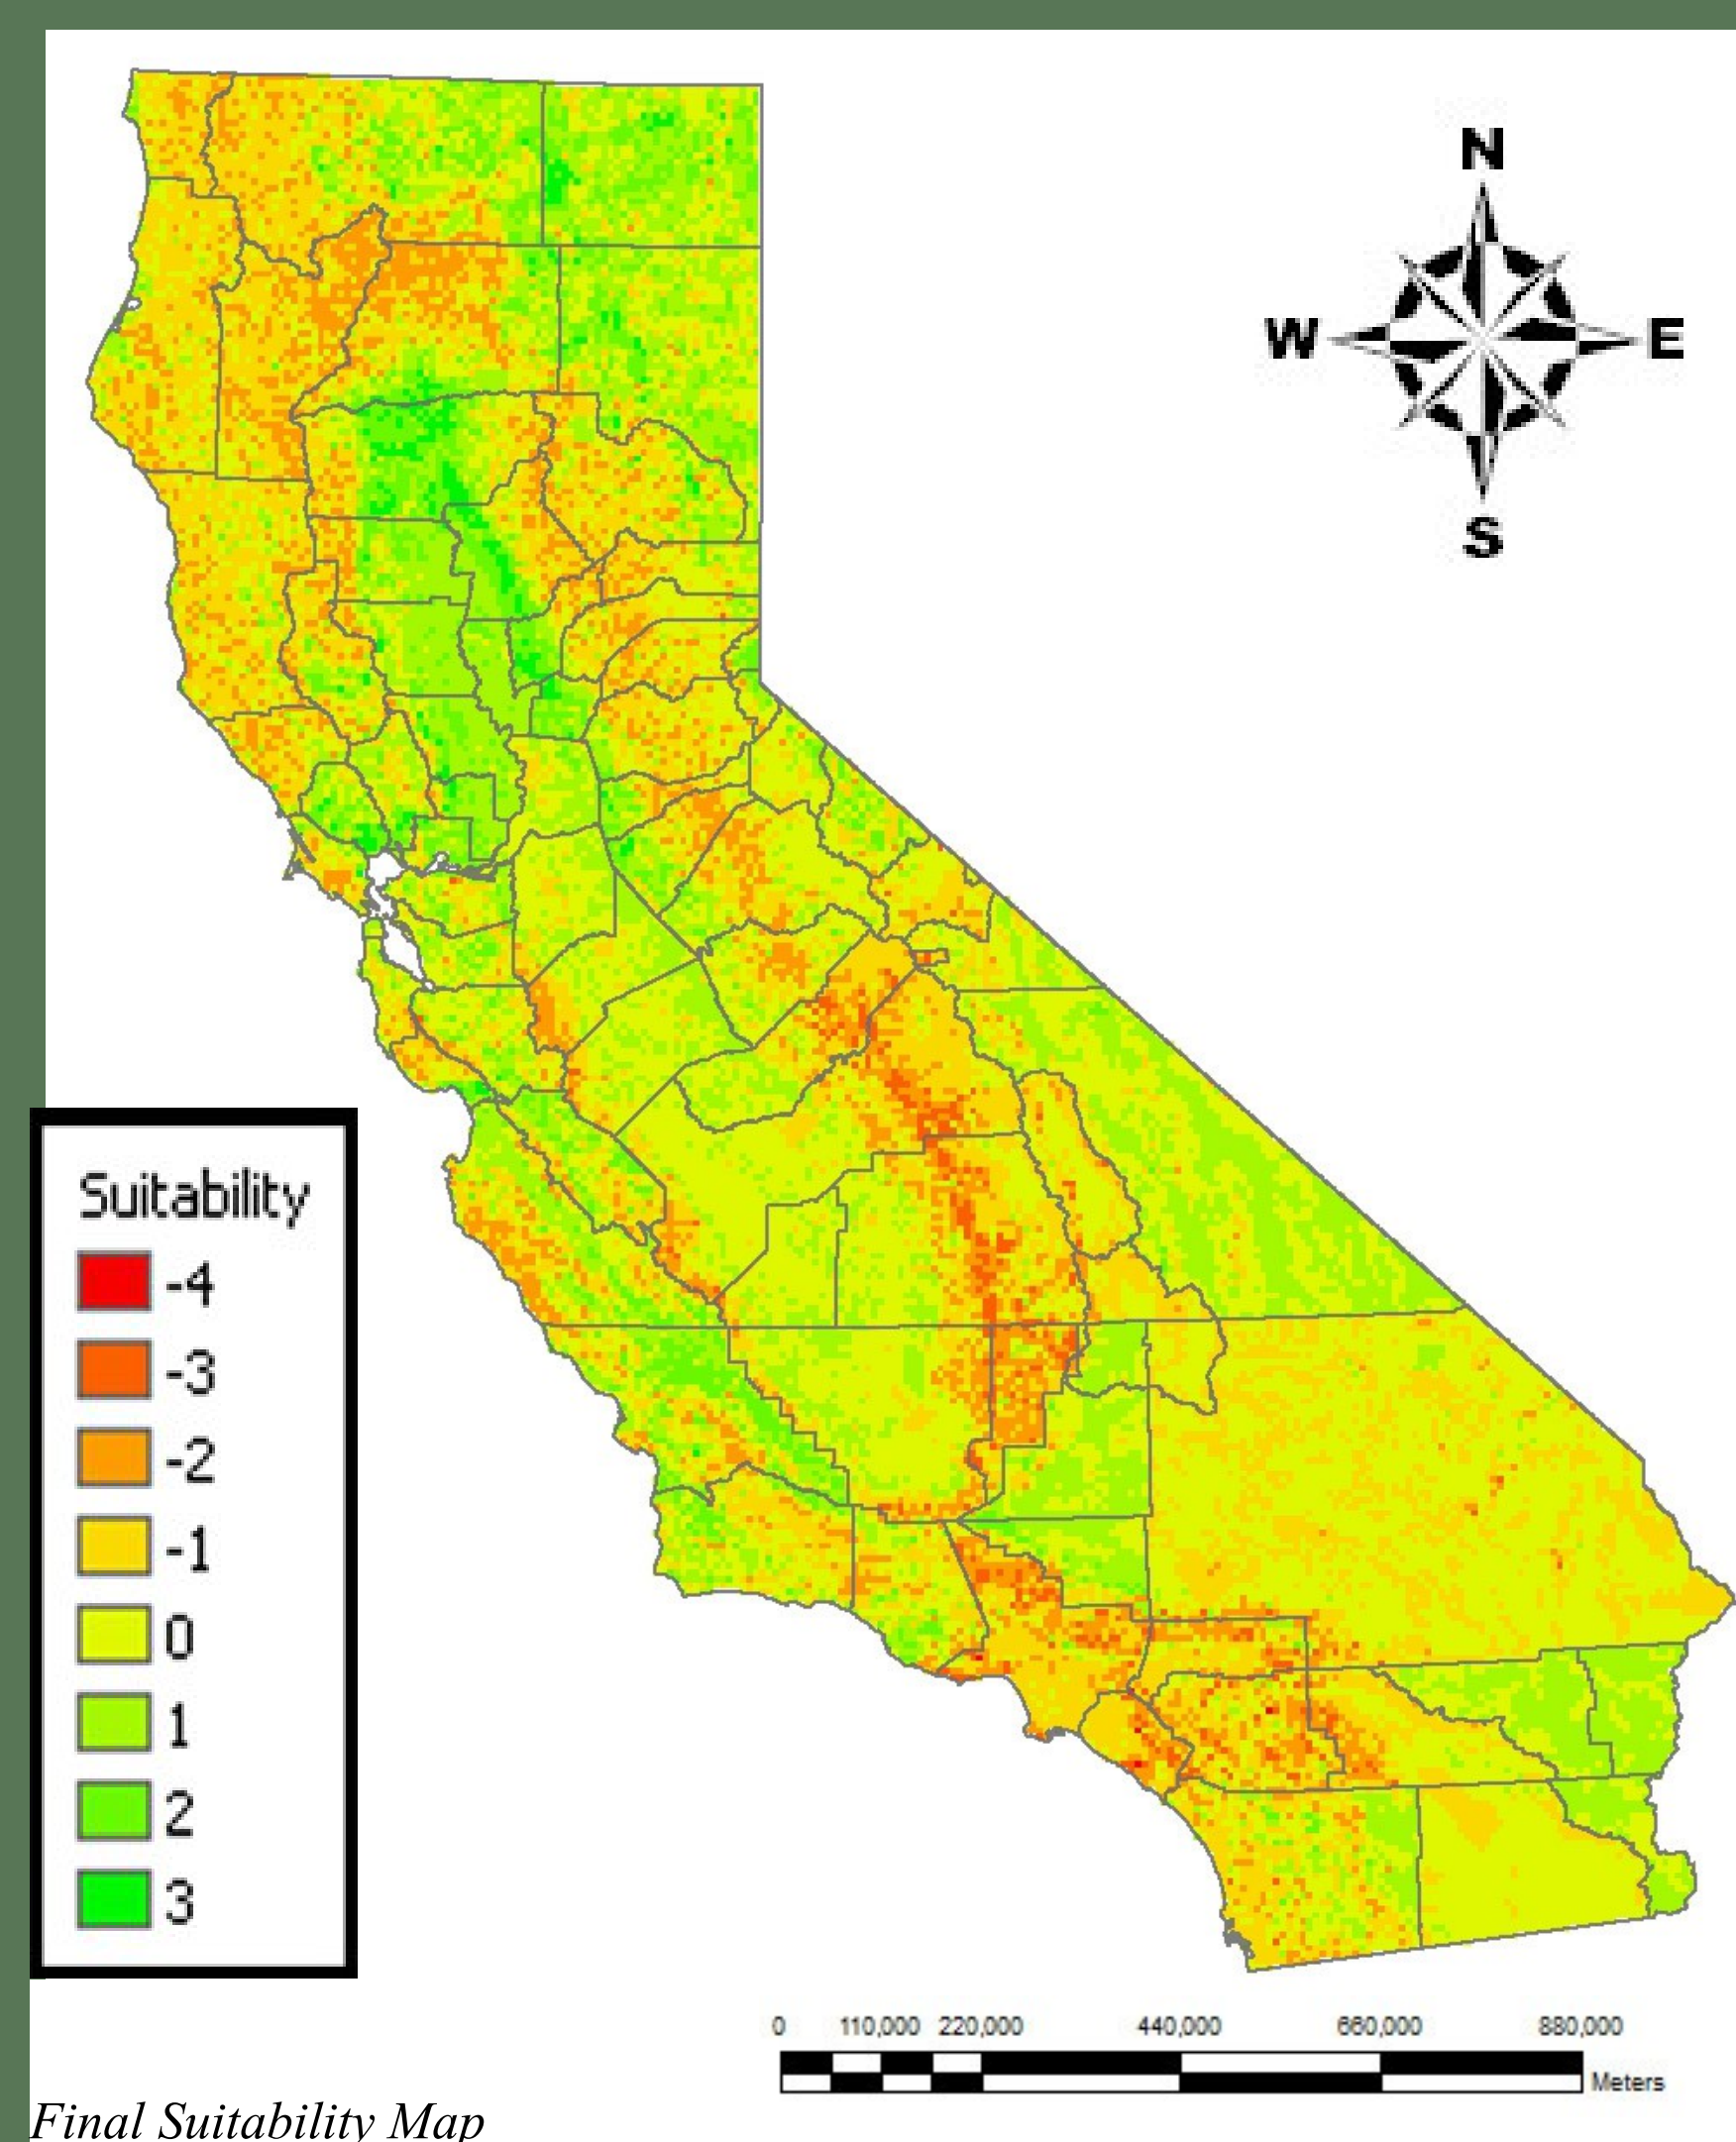 N
W E
S
Suitability
-4
-3
-2
-1
0
1
2
3
0 110,000 220,000 440,000 660,000 880,000
Meters
Final Suitability Map